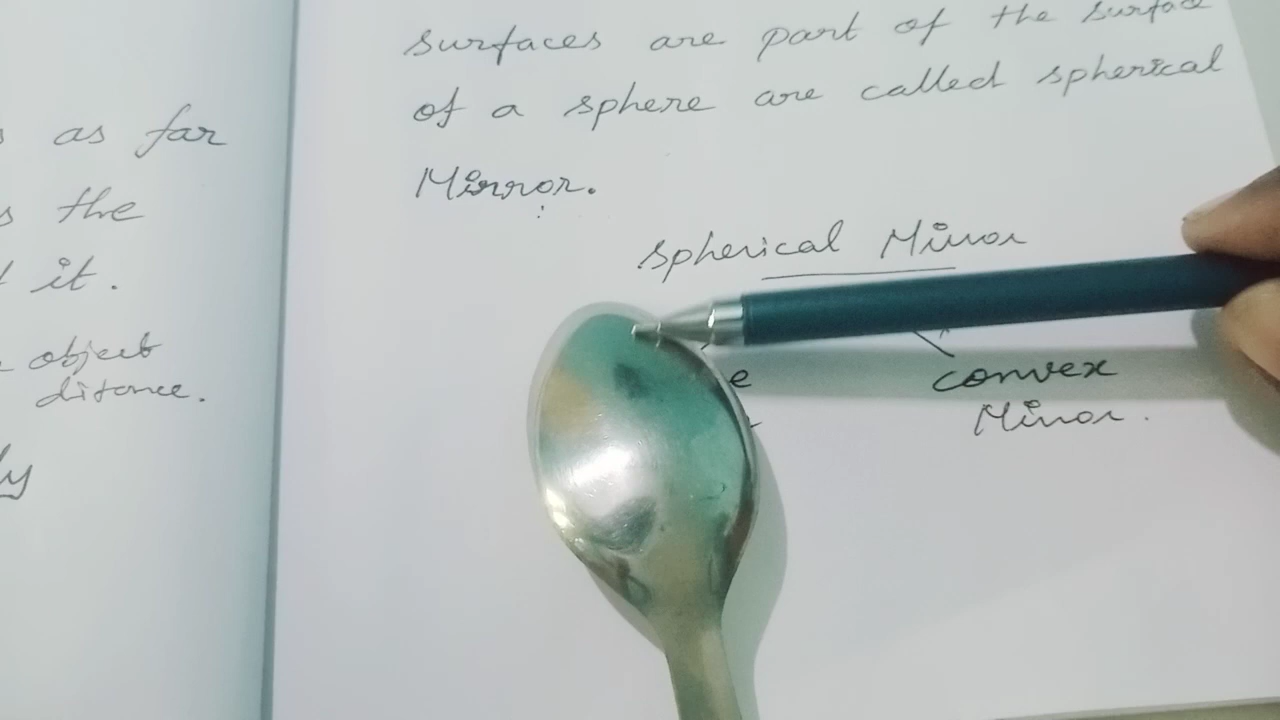 as far
the
it.
object
distance.
surfaces are part of the surfac
of a sphere are called spherical
Mirror.
Spherical Mirror
e
convex
Mirror.